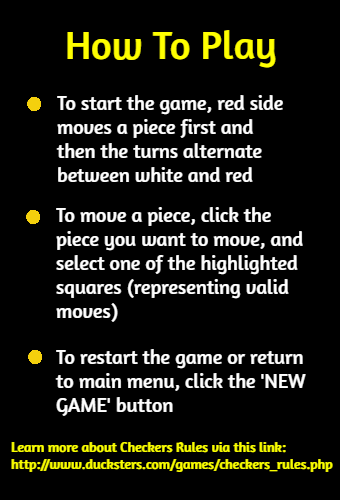 How To Play
To start the game, red side
moves a piece first and
then the turns alternate
between white and red
To move a piece, click the
piece you want to move, and
select one of the highlighted
squares (representing valid
moves)
To restart the game or return
to main menu, click the 'NEW
GAME' button
Learn more about Checkers Rules via this link:
http://www.ducksters.com/games/checkers_rules.php